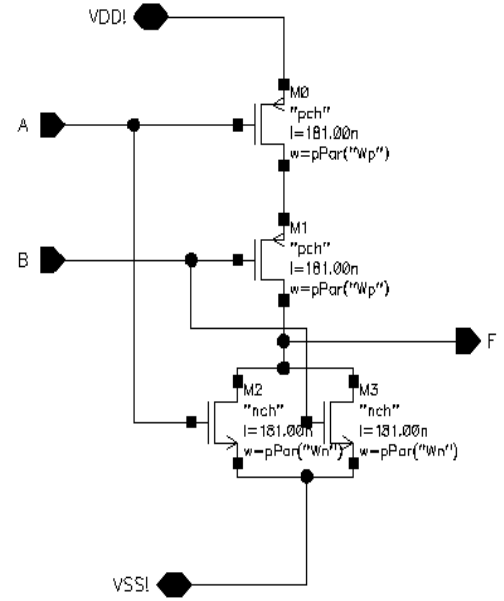 VDD!
M0
"pch"
l=181.00n
w=pPar("Wp")
A
M1
"pch"
l=181.00n
w=pPar("Wp")
B
F
M2
"nch"
l=181.00n
w=pPar("Wn")
M3
"nch"
l=181.00n
w=pPar("Wn")
VSS!